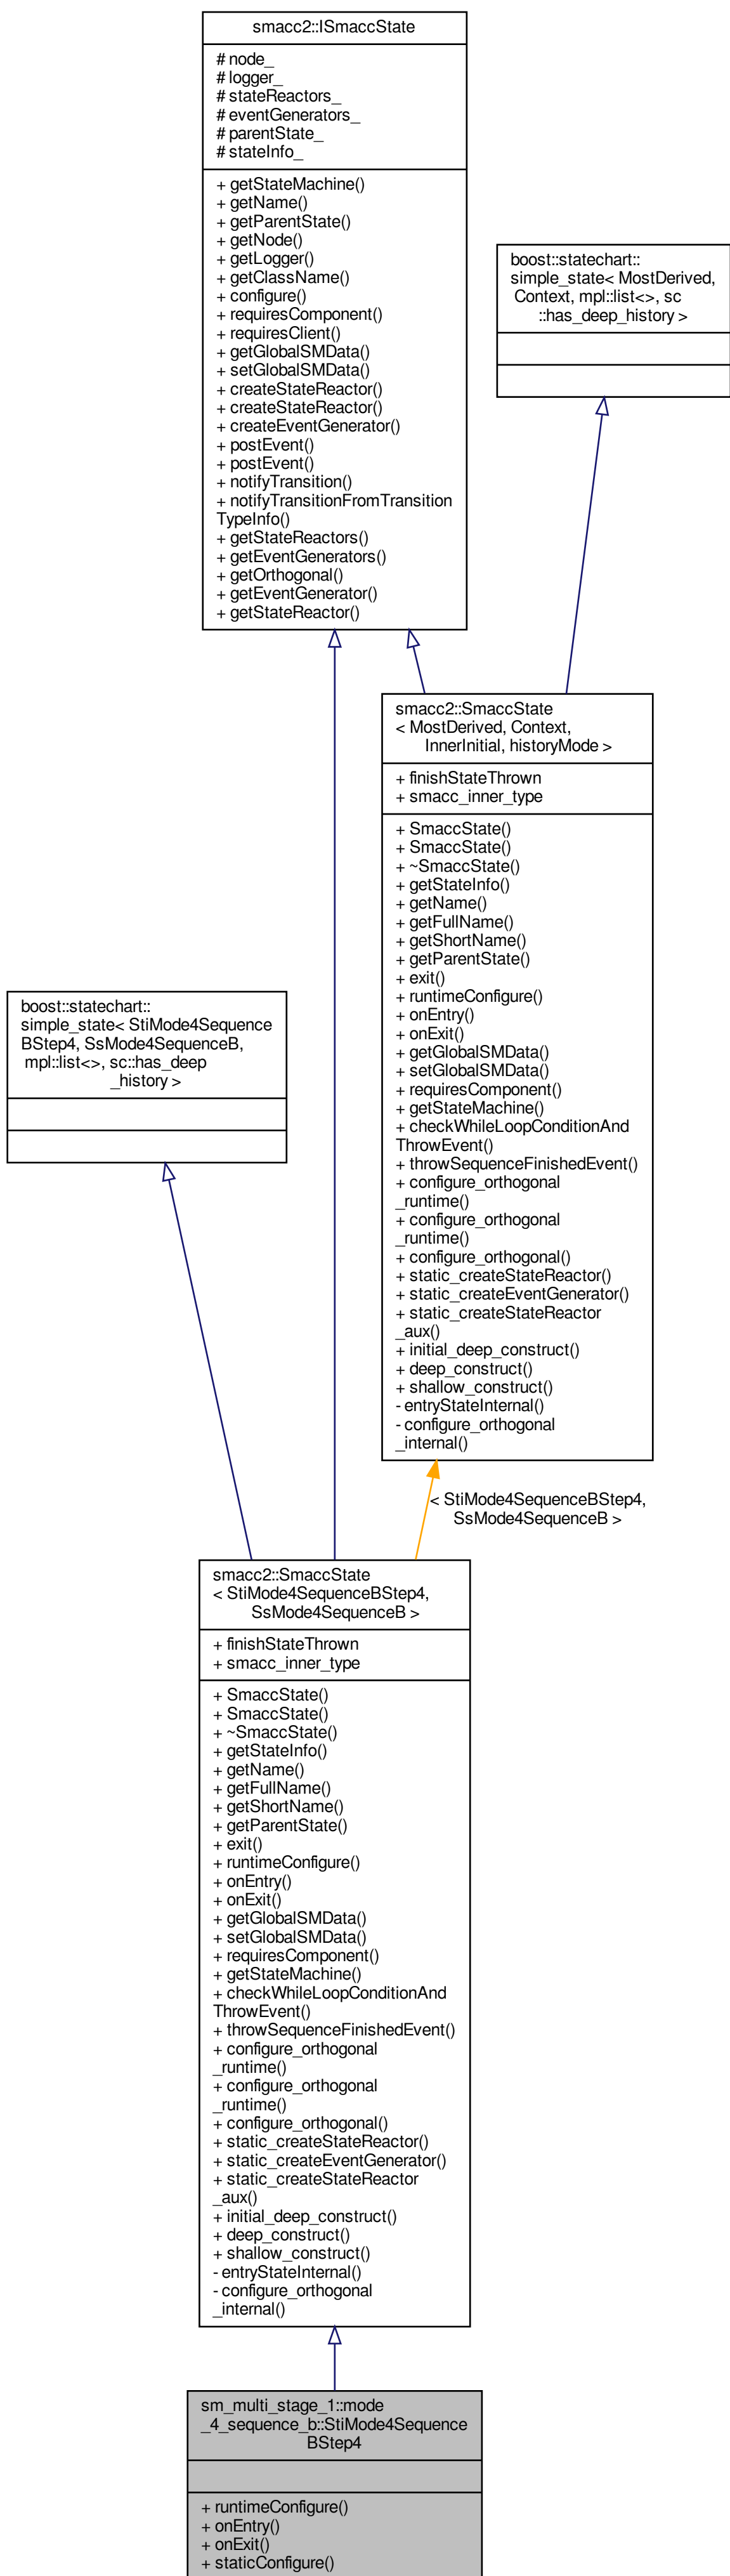 smacc2::ISmaccState
# node_
# logger_
# stateReactors_
# eventGenerators_
# parentState_
# stateInfo_
+ getStateMachine()
+ getName()
+ getParentState()
+ getNode()
+ getLogger()
+ getClassName()
+ configure()
+ requiresComponent()
+ requiresClient()
+ getGlobalSMData()
+ setGlobalSMData()
+ createStateReactor()
+ createStateReactor()
+ createEventGenerator()
+ postEvent()
+ postEvent()
+ notifyTransition()
+ notifyTransitionFromTransition
TypeInfo()
+ getStateReactors()
+ getEventGenerators()
+ getOrthogonal()
+ getEventGenerator()
+ getStateReactor()
boost::statechart::
simple_state< MostDerived,
Context, mpl::list<>, sc
::has_deep_history >
smacc2::SmaccState
< MostDerived, Context,
InnerInitial, historyMode >
+ finishStateThrown
+ smacc_inner_type
+ SmaccState()
+ SmaccState()
+ ~SmaccState()
+ getStateInfo()
+ getName()
+ getFullName()
+ getShortName()
+ getParentState()
+ exit()
+ runtimeConfigure()
+ onEntry()
+ onExit()
+ getGlobalSMData()
+ setGlobalSMData()
+ requiresComponent()
+ getStateMachine()
+ checkWhileLoopConditionAnd
ThrowEvent()
+ throwSequenceFinishedEvent()
+ configure_orthogonal
_runtime()
+ configure_orthogonal
_runtime()
+ configure_orthogonal()
+ static_createStateReactor()
+ static_createEventGenerator()
+ static_createStateReactor
_aux()
+ initial_deep_construct()
+ deep_construct()
+ shallow_construct()
- entryStateInternal()
- configure_orthogonal
_internal()
boost::statechart::
simple_state< StiMode4Sequence
BStep4, SsMode4SequenceB,
mpl::list<>, sc::has_deep
_history >
< StiMode4SequenceBStep4,
SsMode4SequenceB >
smacc2::SmaccState
< StiMode4SequenceBStep4,
SsMode4SequenceB >
+ finishStateThrown
+ smacc_inner_type
+ SmaccState()
+ SmaccState()
+ ~SmaccState()
+ getStateInfo()
+ getName()
+ getFullName()
+ getShortName()
+ getParentState()
+ exit()
+ runtimeConfigure()
+ onEntry()
+ onExit()
+ getGlobalSMData()
+ setGlobalSMData()
+ requiresComponent()
+ getStateMachine()
+ checkWhileLoopConditionAnd
ThrowEvent()
+ throwSequenceFinishedEvent()
+ configure_orthogonal
_runtime()
+ configure_orthogonal
_runtime()
+ configure_orthogonal()
+ static_createStateReactor()
+ static_createEventGenerator()
+ static_createStateReactor
_aux()
+ initial_deep_construct()
+ deep_construct()
+ shallow_construct()
- entryStateInternal()
- configure_orthogonal
_internal()
sm_multi_stage_1::mode
_4_sequence_b::StiMode4Sequence
BStep4
+ runtimeConfigure()
+ onEntry()
+ onExit()
+ staticConfigure()